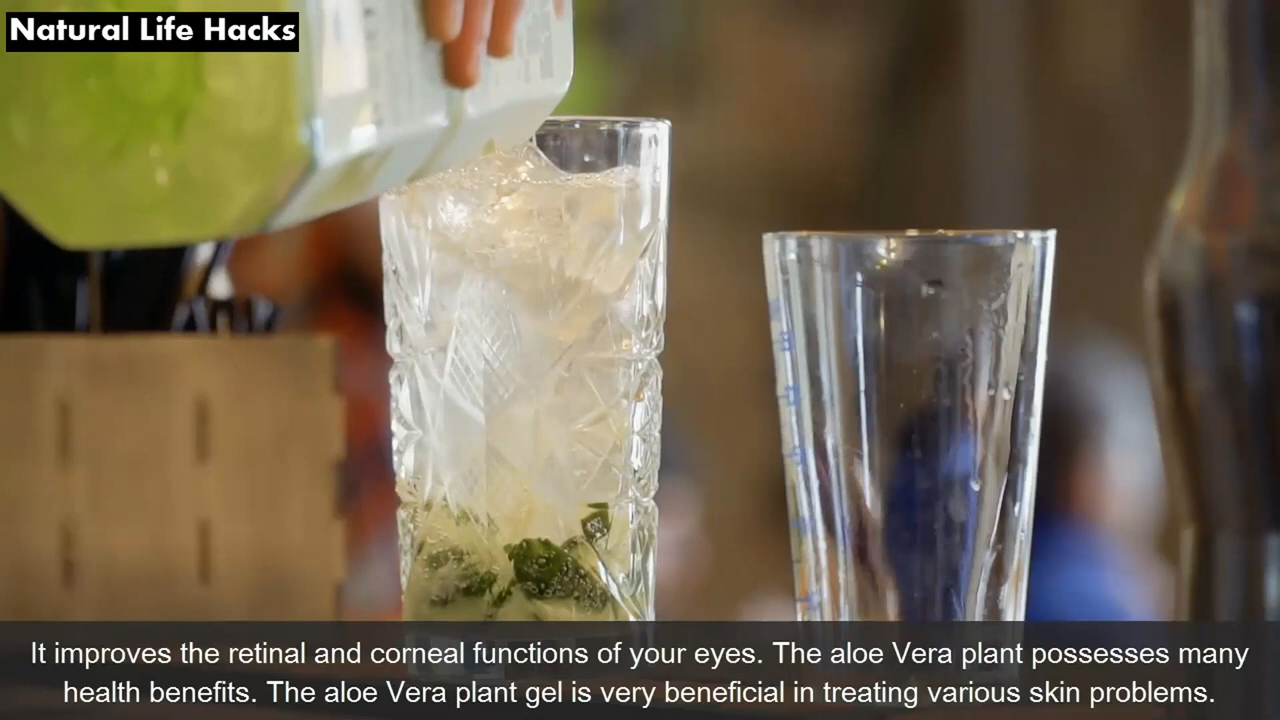 Natural Life Hacks
It improves the retinal and corneal functions of your eyes. The aloe Vera plant possesses many
health benefits. The aloe Vera plant gel is very beneficial in treating various skin problems.